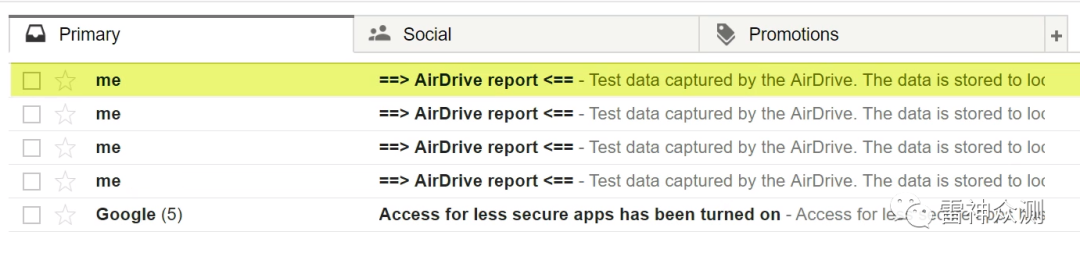 Primary Social Promotions +
me ==> AirDrive report <== - Test data captured by the AirDrive. The data is stored to loc
me ==> AirDrive report <== - Test data captured by the AirDrive. The data is stored to loc
me ==> AirDrive report <== - Test data captured by the AirDrive. The data is stored to loc
me ==> AirDrive report <== - Test data captured by the AirDrive. The data is stored to loc
Google (5) Access for less secure apps has been turned on - Access for less
雷神众测